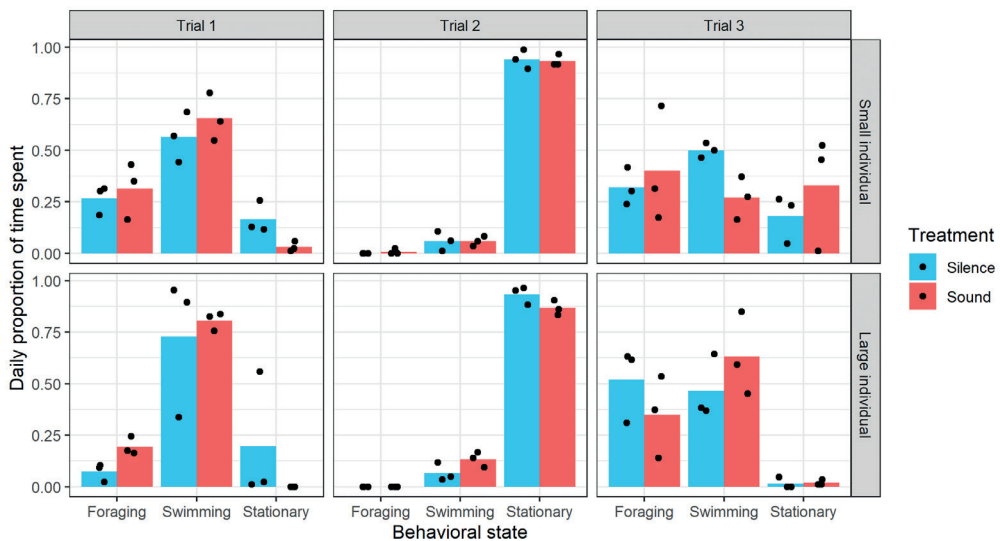 Trial 1 Trial 2 Trial 3
1.00
0.75
0.50
0.25
0.00
Small individual
1.00
0.75
0.50
0.25
0.00
Large individual
Daily proportion of time spent
Foraging Swimming Stationary Foraging Swimming Stationary Foraging Swimming Stationary
Behavioral state
Treatment
Silence
Sound